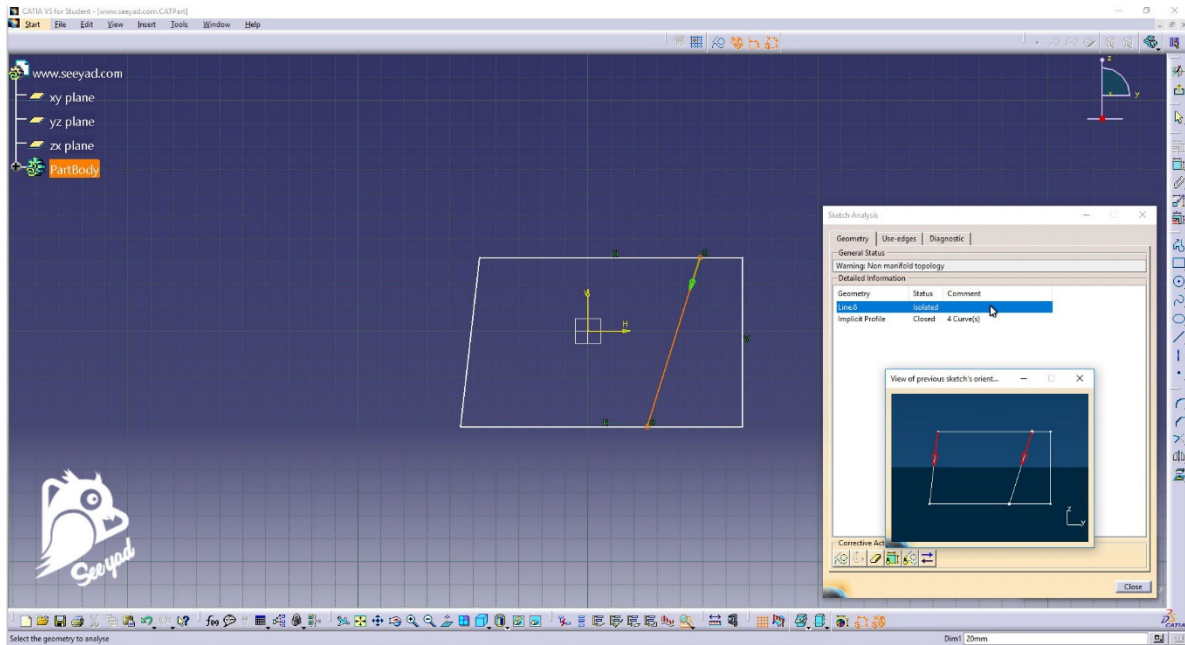 CATIA V5 for Student - [www.seeyad.com.CATPart]
Start File Edit View Insert Tools Window Help
www.seeyad.com
xy plane
yz plane
zx plane
PartBody
z
x
y
V
H
Sketch Analysis
Geometry Use-edges Diagnostic
General Status
Warning: Non manifold topology
Detailed Information
Geometry Status Comment
Line.6 Isolated
Implicit Profile Closed 4 Curve(s)
View of previous sketch's orient...
z
y
Corrective Act
Close
Seeyad
CATIA
Select the geometry to analyse
Dim1 20mm